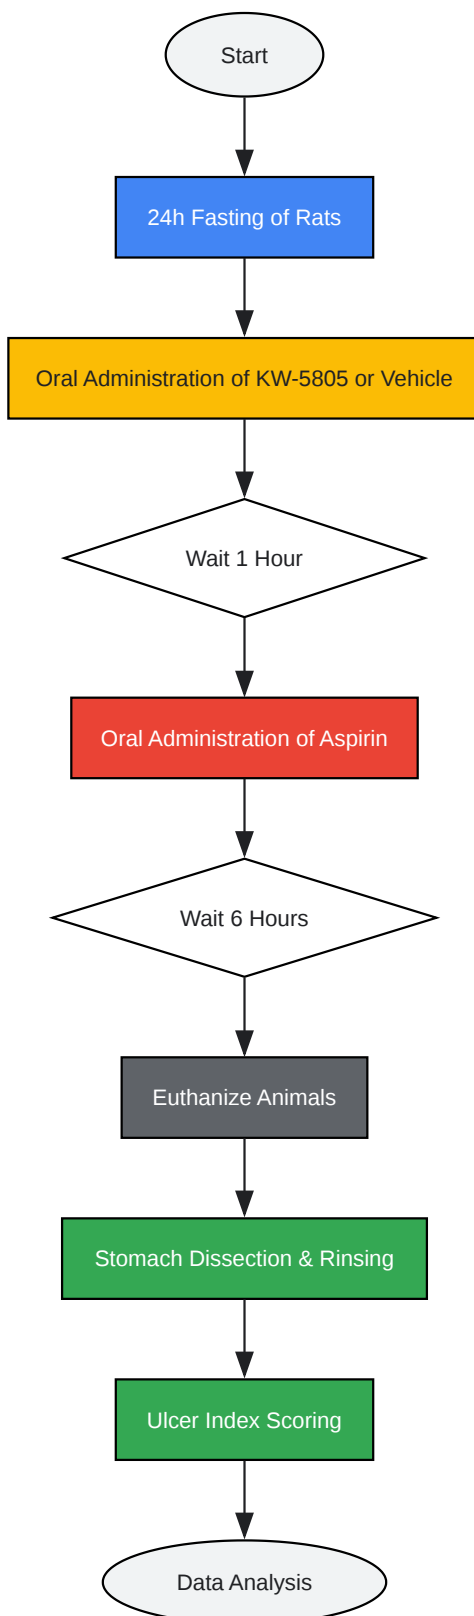 Start
24h Fasting of Rats
Oral Administration of KW-5805 or Vehicle
Wait 1 Hour
Oral Administration of Aspirin
Wait 6 Hours
Euthanize Animals
Stomach Dissection & Rinsing
Ulcer Index Scoring
Data Analysis